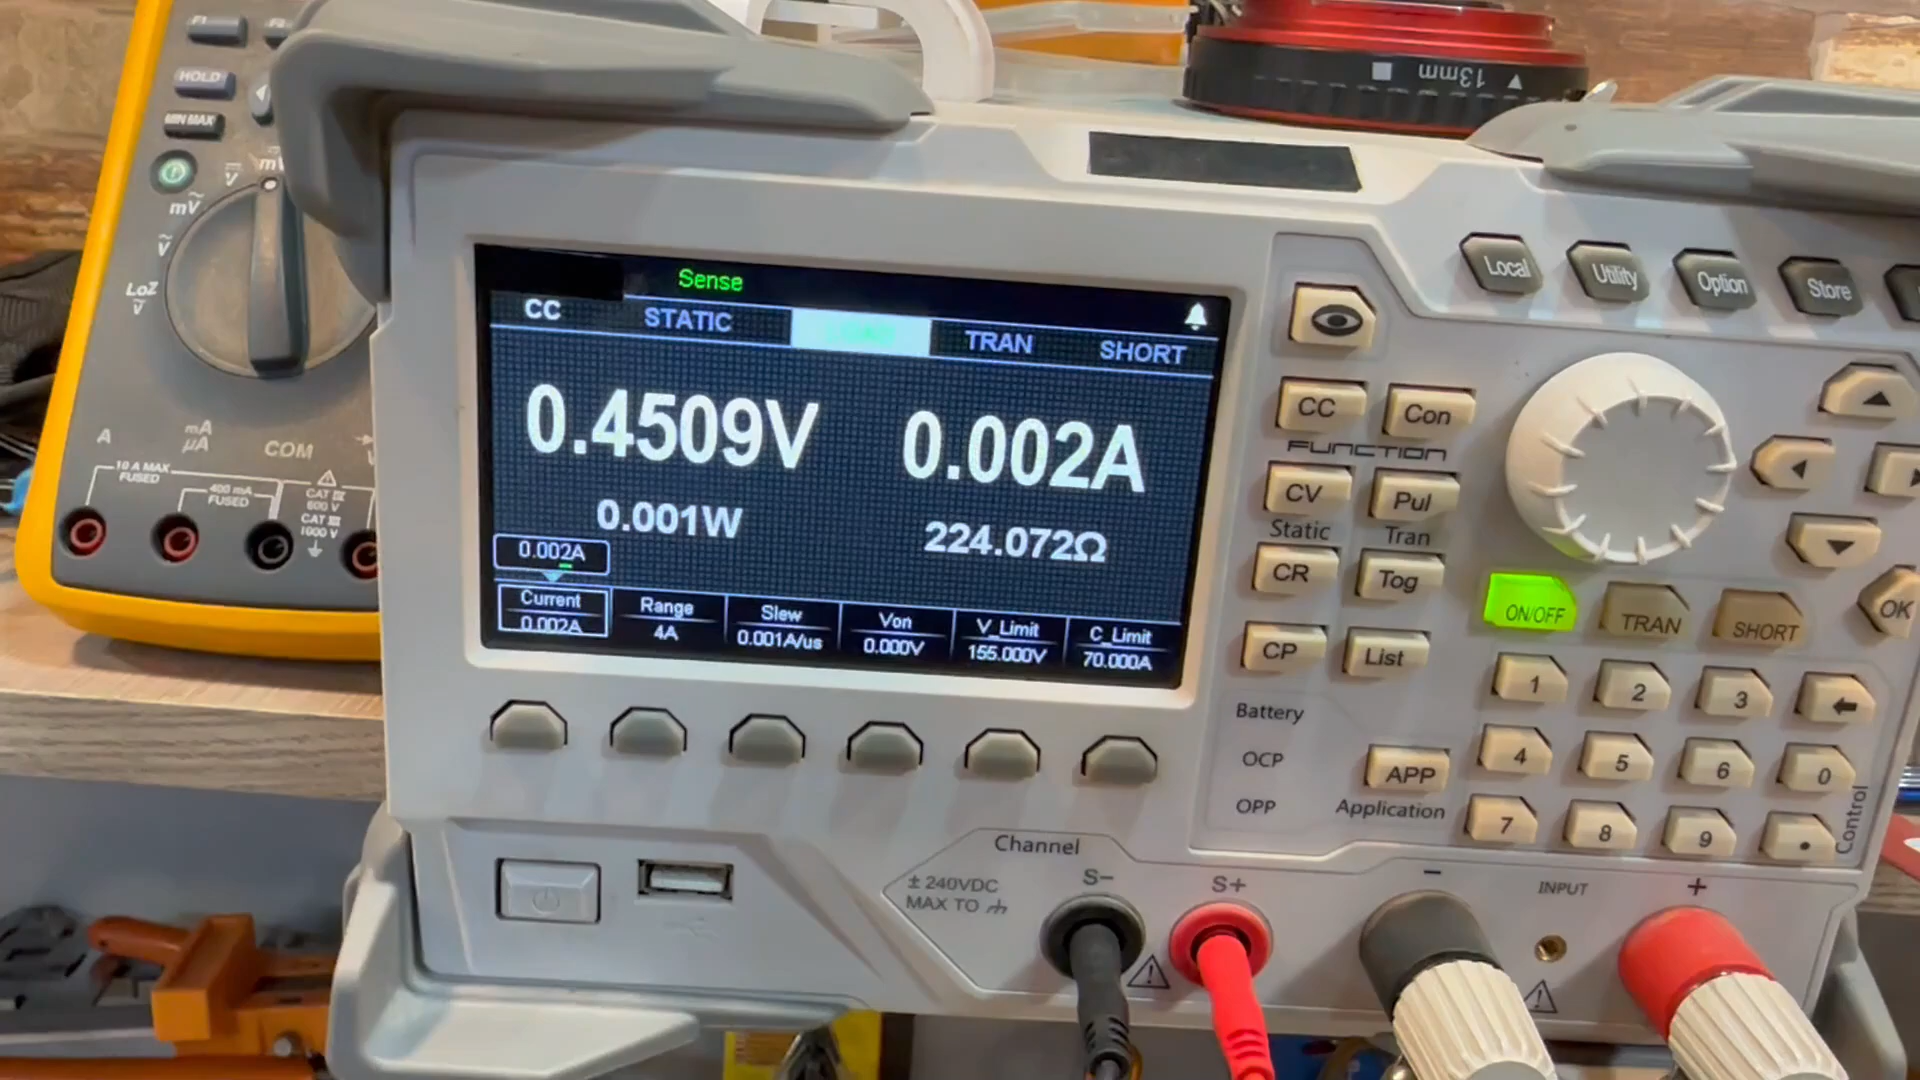 F1
HOLD
MIN MAX
mV
V
mV
V
LoZ
V
A
mA
µA
COM
10 A MAX
FUSED
400 mA
FUSED
CAT III
1000 V
13mm
Sense
CC STATIC TRAN SHORT
0.4509V 0.002A
0.001W 224.072Ω
0.002A
Current Range Slew Von V_Limit C_Limit
0.002A 4A 0.001A/us 0.000V 155.000V 70.000A
Local Utility Option Store
CC Con
FUNCTION
CV Pul
Static Tran
CR Tog
CP List
ON/OFF TRAN SHORT OK
1 2 3
4 5 6 0
7 8 9 .
Control
Battery
OCP
OPP
APP
Application
Channel
± 240VDC
MAX TO
S- S+
- INPUT +